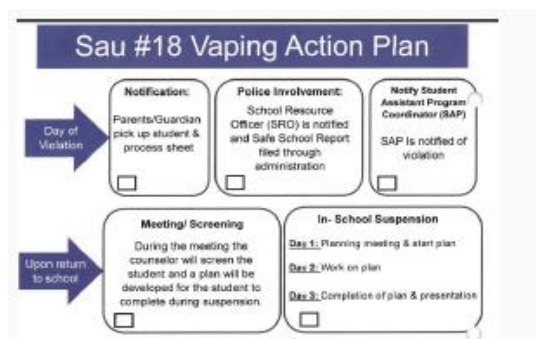 Sau #18 Vaping Action Plan
Day of
Violation
Notification:
Parents/Guardian
pick up student &
process sheet
Police Involvement:
School Resource
Officer (SRO) is notified
and Safe School Report
filed through
administration
Notify Student
Assistant Program
Coordinator (SAP)
SAP Is notified of
violation
Upon return
to school
Meeting/ Screening
During the meeting the
counselor will screen the
student and a plan will be
developed for the student to
complete during suspension.
In- School Suspension
Day 1: Planning meeting & start plan
Day 2: Work on plan
Day 3: Completion of plan & presentation